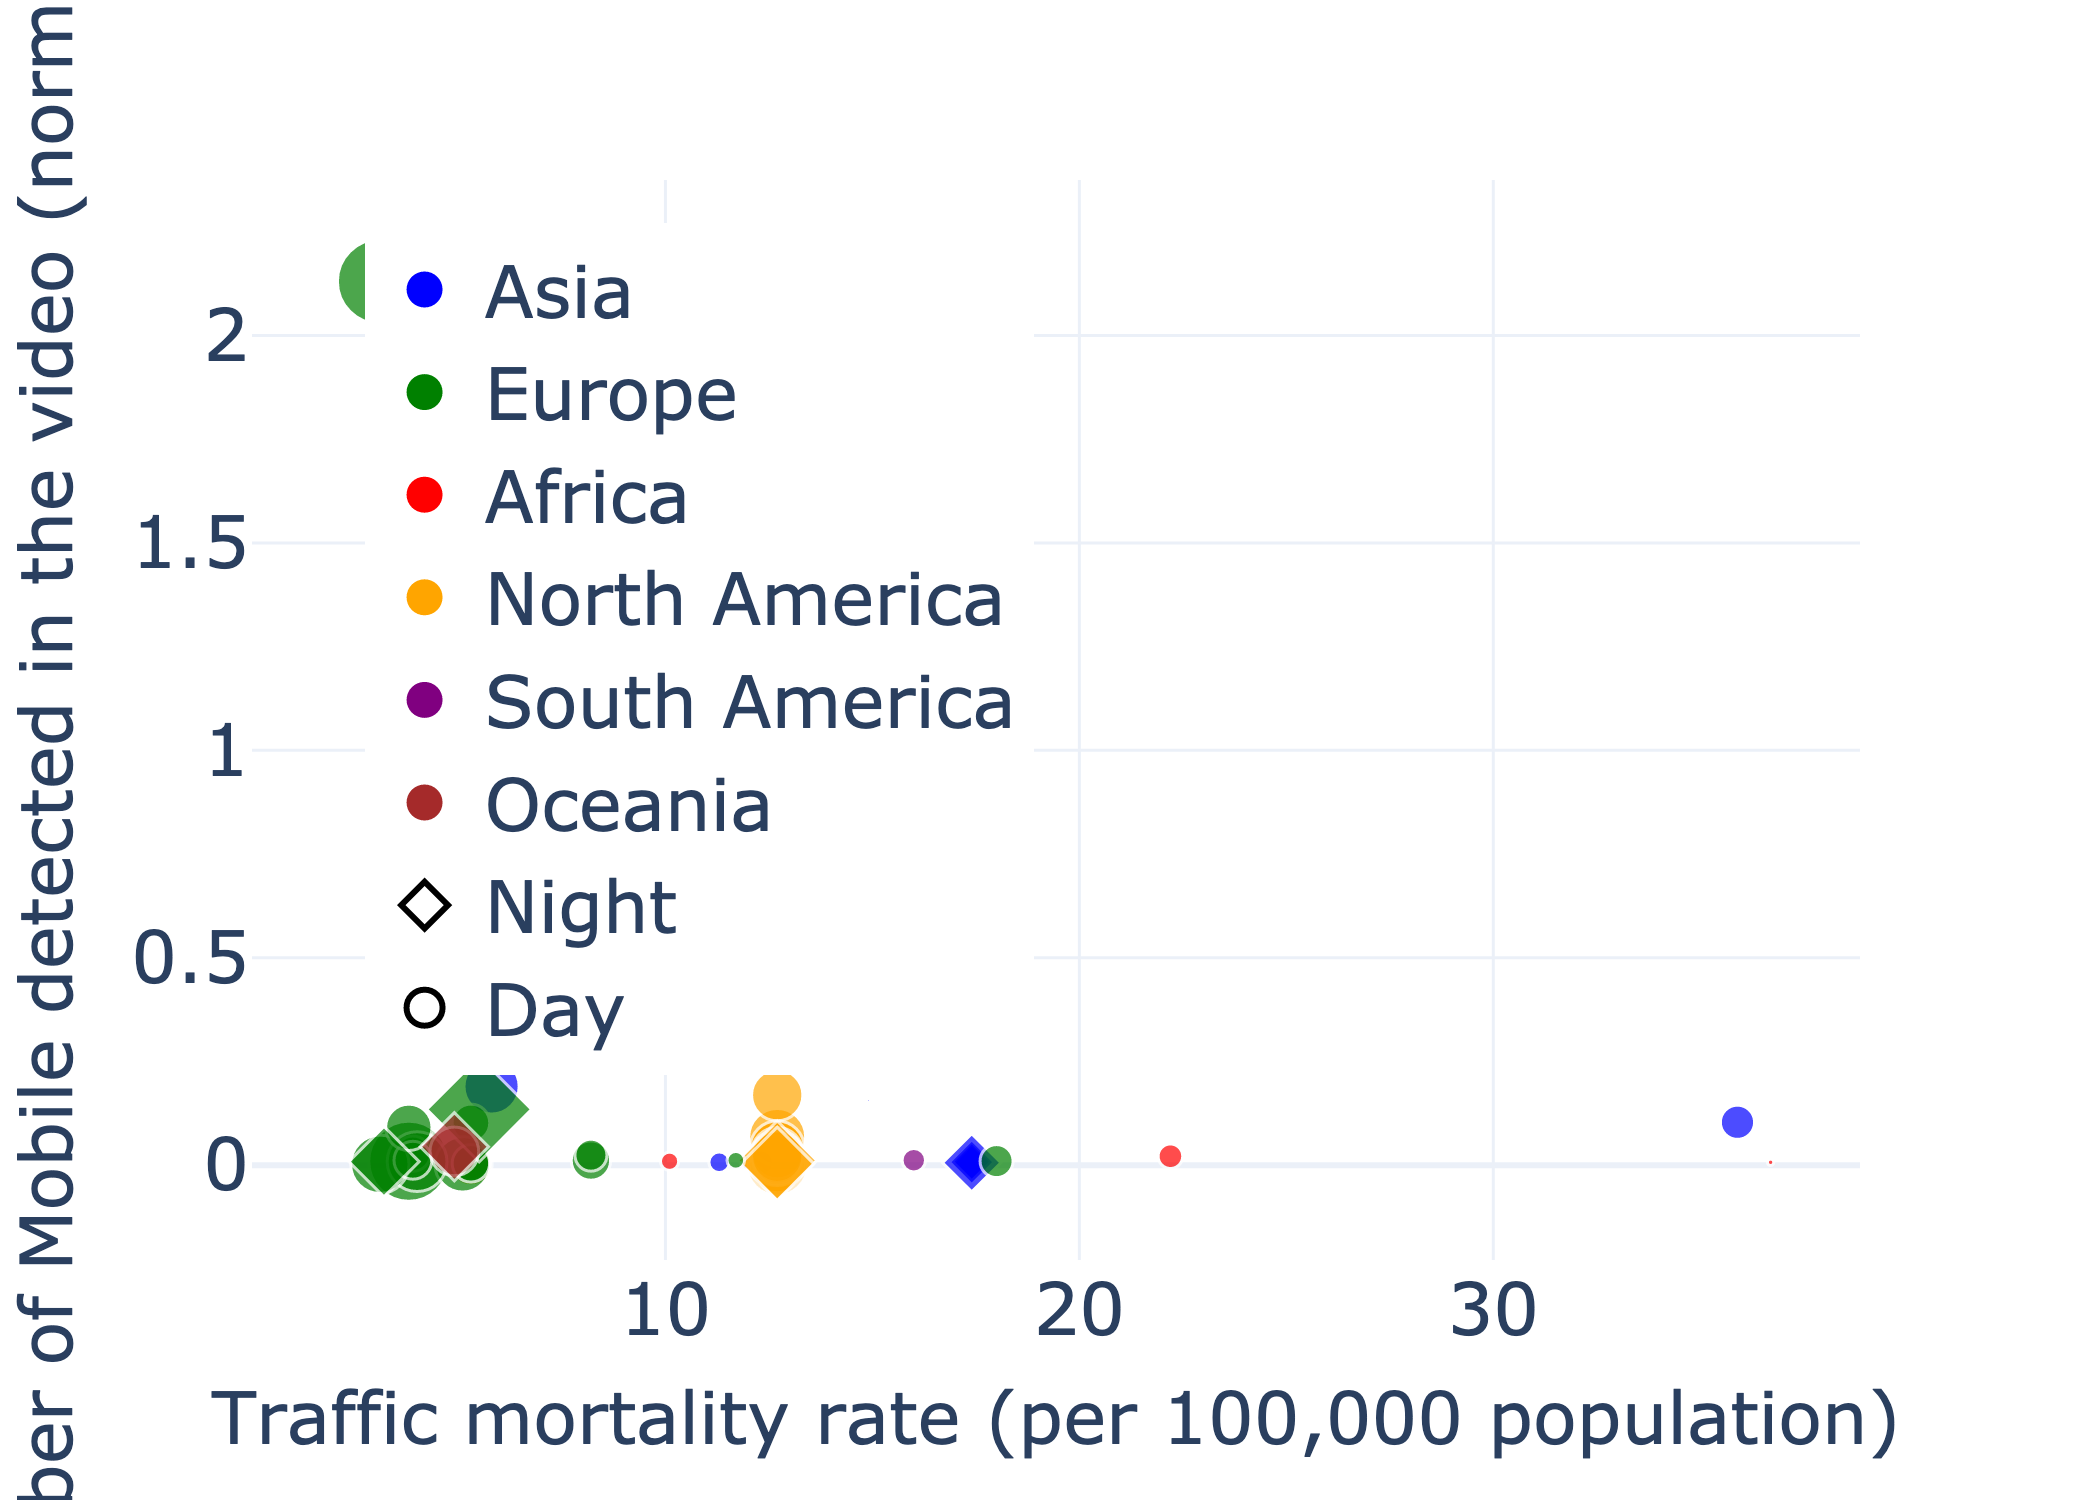 ber of Mobile detected in the video (norm
2
1.5
1
0.5
0
Asia
Europe
Africa
North America
South America
Oceania
Night
Day
10 20 30
Traffic mortality rate (per 100,000 population)